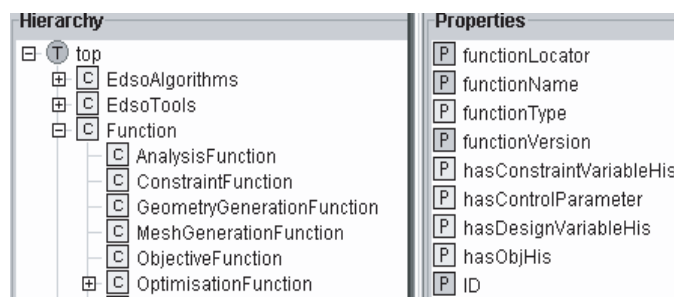 Hierarchy
T top
C EdsoAlgorithms
C EdsoTools
C Function
C AnalysisFunction
C ConstraintFunction
C GeometryGenerationFunction
C MeshGenerationFunction
C ObjectiveFunction
C OptimisationFunction
Properties
P functionLocator
P functionName
P functionType
P functionVersion
P hasConstraintVariableHis
P hasControlParameter
P hasDesignVariableHis
P hasObjHis
P ID